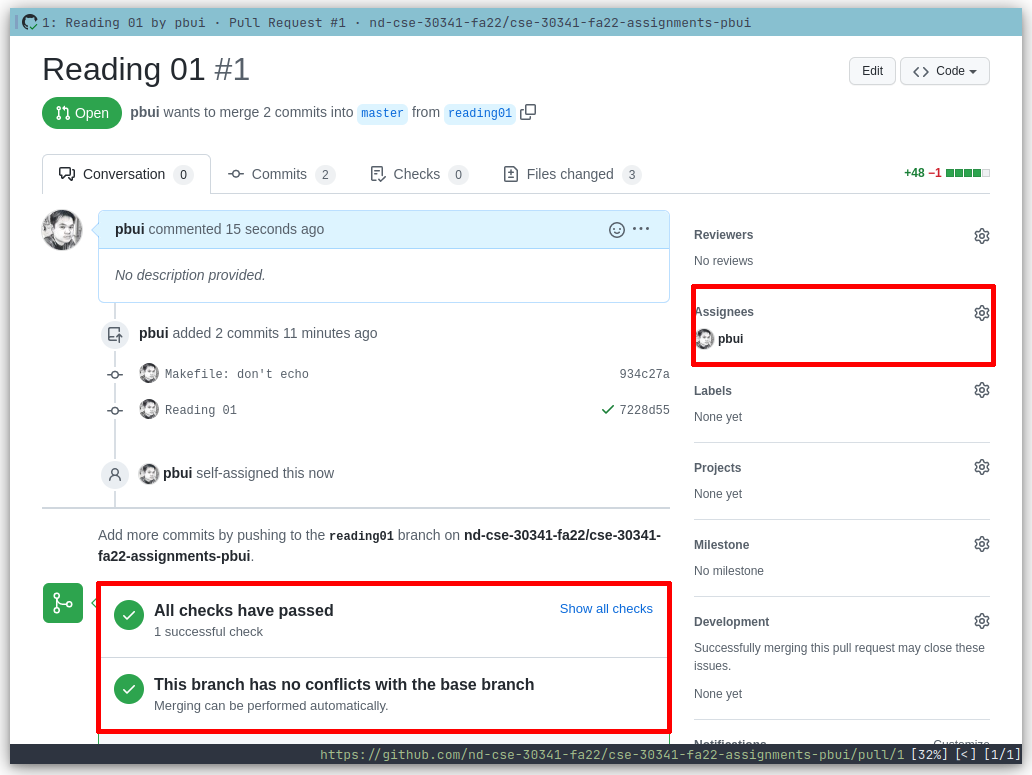 1: Reading 01 by pbui · Pull Request #1 · nd-cse-30341-fa22/cse-30341-fa22-assignments-pbui
Reading 01 #1
Edit
Code
Open
pbui wants to merge 2 commits into master from reading01
Conversation 0
Commits 2
Checks 0
Files changed 3
+48 −1
pbui commented 15 seconds ago
No description provided.
pbui added 2 commits 11 minutes ago
Makefile: don't echo 934c27a
Reading 01 7228d55
pbui self-assigned this now
Add more commits by pushing to the reading01 branch on nd-cse-30341-fa22/cse-30341-
fa22-assignments-pbui.
All checks have passed
Show all checks
1 successful check
This branch has no conflicts with the base branch
Merging can be performed automatically.
Reviewers
No reviews
Assignees
pbui
Labels
None yet
Projects
None yet
Milestone
No milestone
Development
Successfully merging this pull request may close these
issues.
None yet
Notifications Customize
https://github.com/nd-cse-30341-fa22/cse-30341-fa22-assignments-pbui/pull/1 [32%] [<] [1/1]